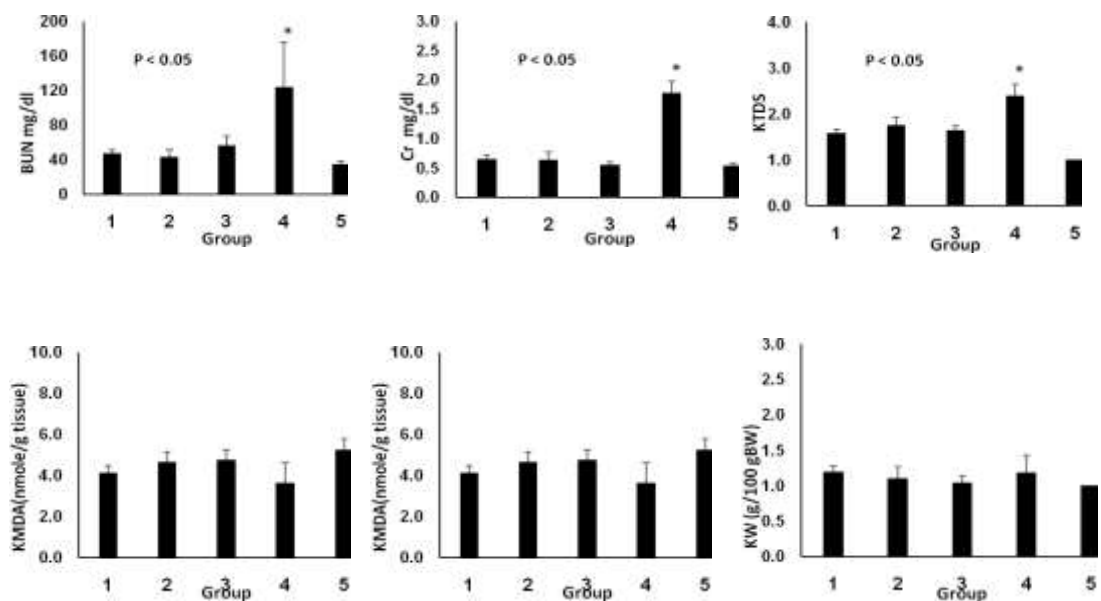 BUN mg/dl
200
160
120
80
40
0
P < 0.05
*
1 2 3 4 5
Group
Cr mg/dl
3.0
2.5
2.0
1.5
1.0
0.5
0.0
P < 0.05
*
1 2 3 4 5
Group
KTDS
4.0
3.0
2.0
1.0
0.0
P < 0.05
*
1 2 3 4 5
Group
KMDA(nmole/g tissue)
10.0
8.0
6.0
4.0
2.0
0.0
1 2 3 4 5
Group
KMDA(nmole/g tissue)
10.0
8.0
6.0
4.0
2.0
0.0
1 2 3 4 5
Group
KW (g/100 gBW)
3.0
2.5
2.0
1.5
1.0
0.5
0.0
1 2 3 4 5
Group